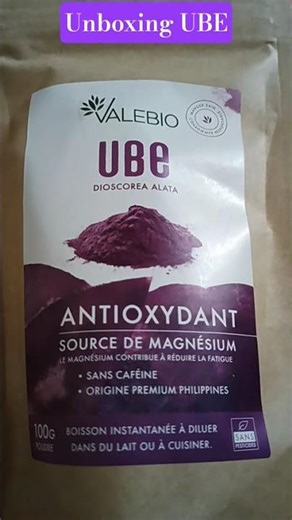 Unboxing UBE
VALEBIO
UBe
DIOSCOREA ALATA
ANTIOXYDANT
SOURCE DE MAGNÉSIUM
LE MAGNÉSIUM CONTRIBUE À RÉDUIRE LA FATIGUE
• SANS CAFÉINE
• ORIGINE PREMIUM PHILIPPINES
100G
POUDRE
BOISSON INSTANTANÉE À DILUER
DANS DU LAIT OU À CUISINER.
SANS
PESTICIDES